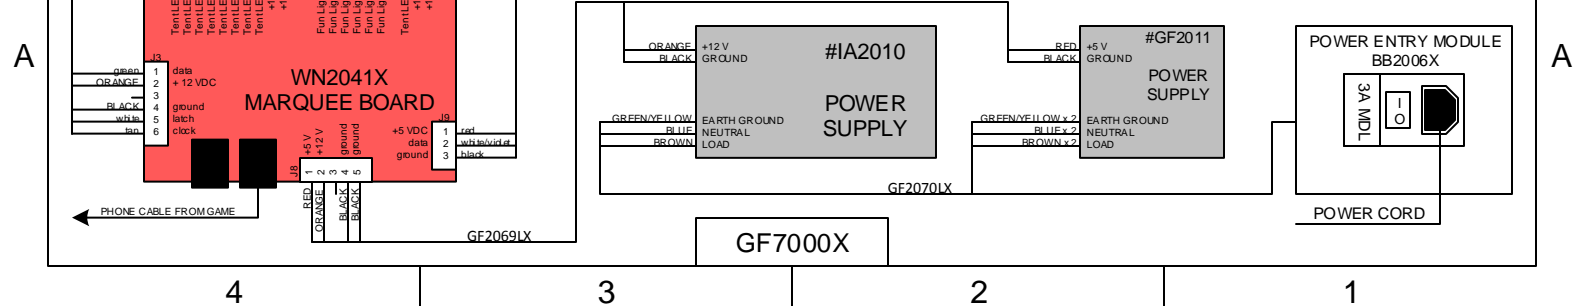 TentLE
TentLE
TentLE
TentLE
TentLE
TentLE
TentLE
TentLE
+1
+1
Fun Lig
Fun Lig
Fun Lig
Fun Lig
Fun Lig
Fun Lig
TentLE
+1
+1
A
J3
green 1 data
ORANGE 2 + 12 VDC
3
BLACK 4 ground
white 5 latch
tan 6 clock
WN2041X
MARQUEE BOARD
J9
+5 VDC 1 red
data 2 white/violet
ground 3 black
J8
+5 V 1 RED
+12 V 2 ORANGE
3
ground 4 BLACK
ground 5 BLACK
PHONE CABLE FROM GAME
GF2069LX
ORANGE +12 V
BLACK GROUND
#IA2010
POWER
SUPPLY
GREEN/YELLOW EARTH GROUND
BLUE NEUTRAL
BROWN LOAD
RED +5 V
BLACK GROUND
#GF2011
POWER
SUPPLY
GREEN/YELLOW x 2 EARTH GROUND
BLUE x 2 NEUTRAL
BROWN x 2 LOAD
GF2070LX
POWER ENTRY MODULE
BB2006X
3A MDL
I
O
POWER CORD
A
GF7000X
4
3
2
1